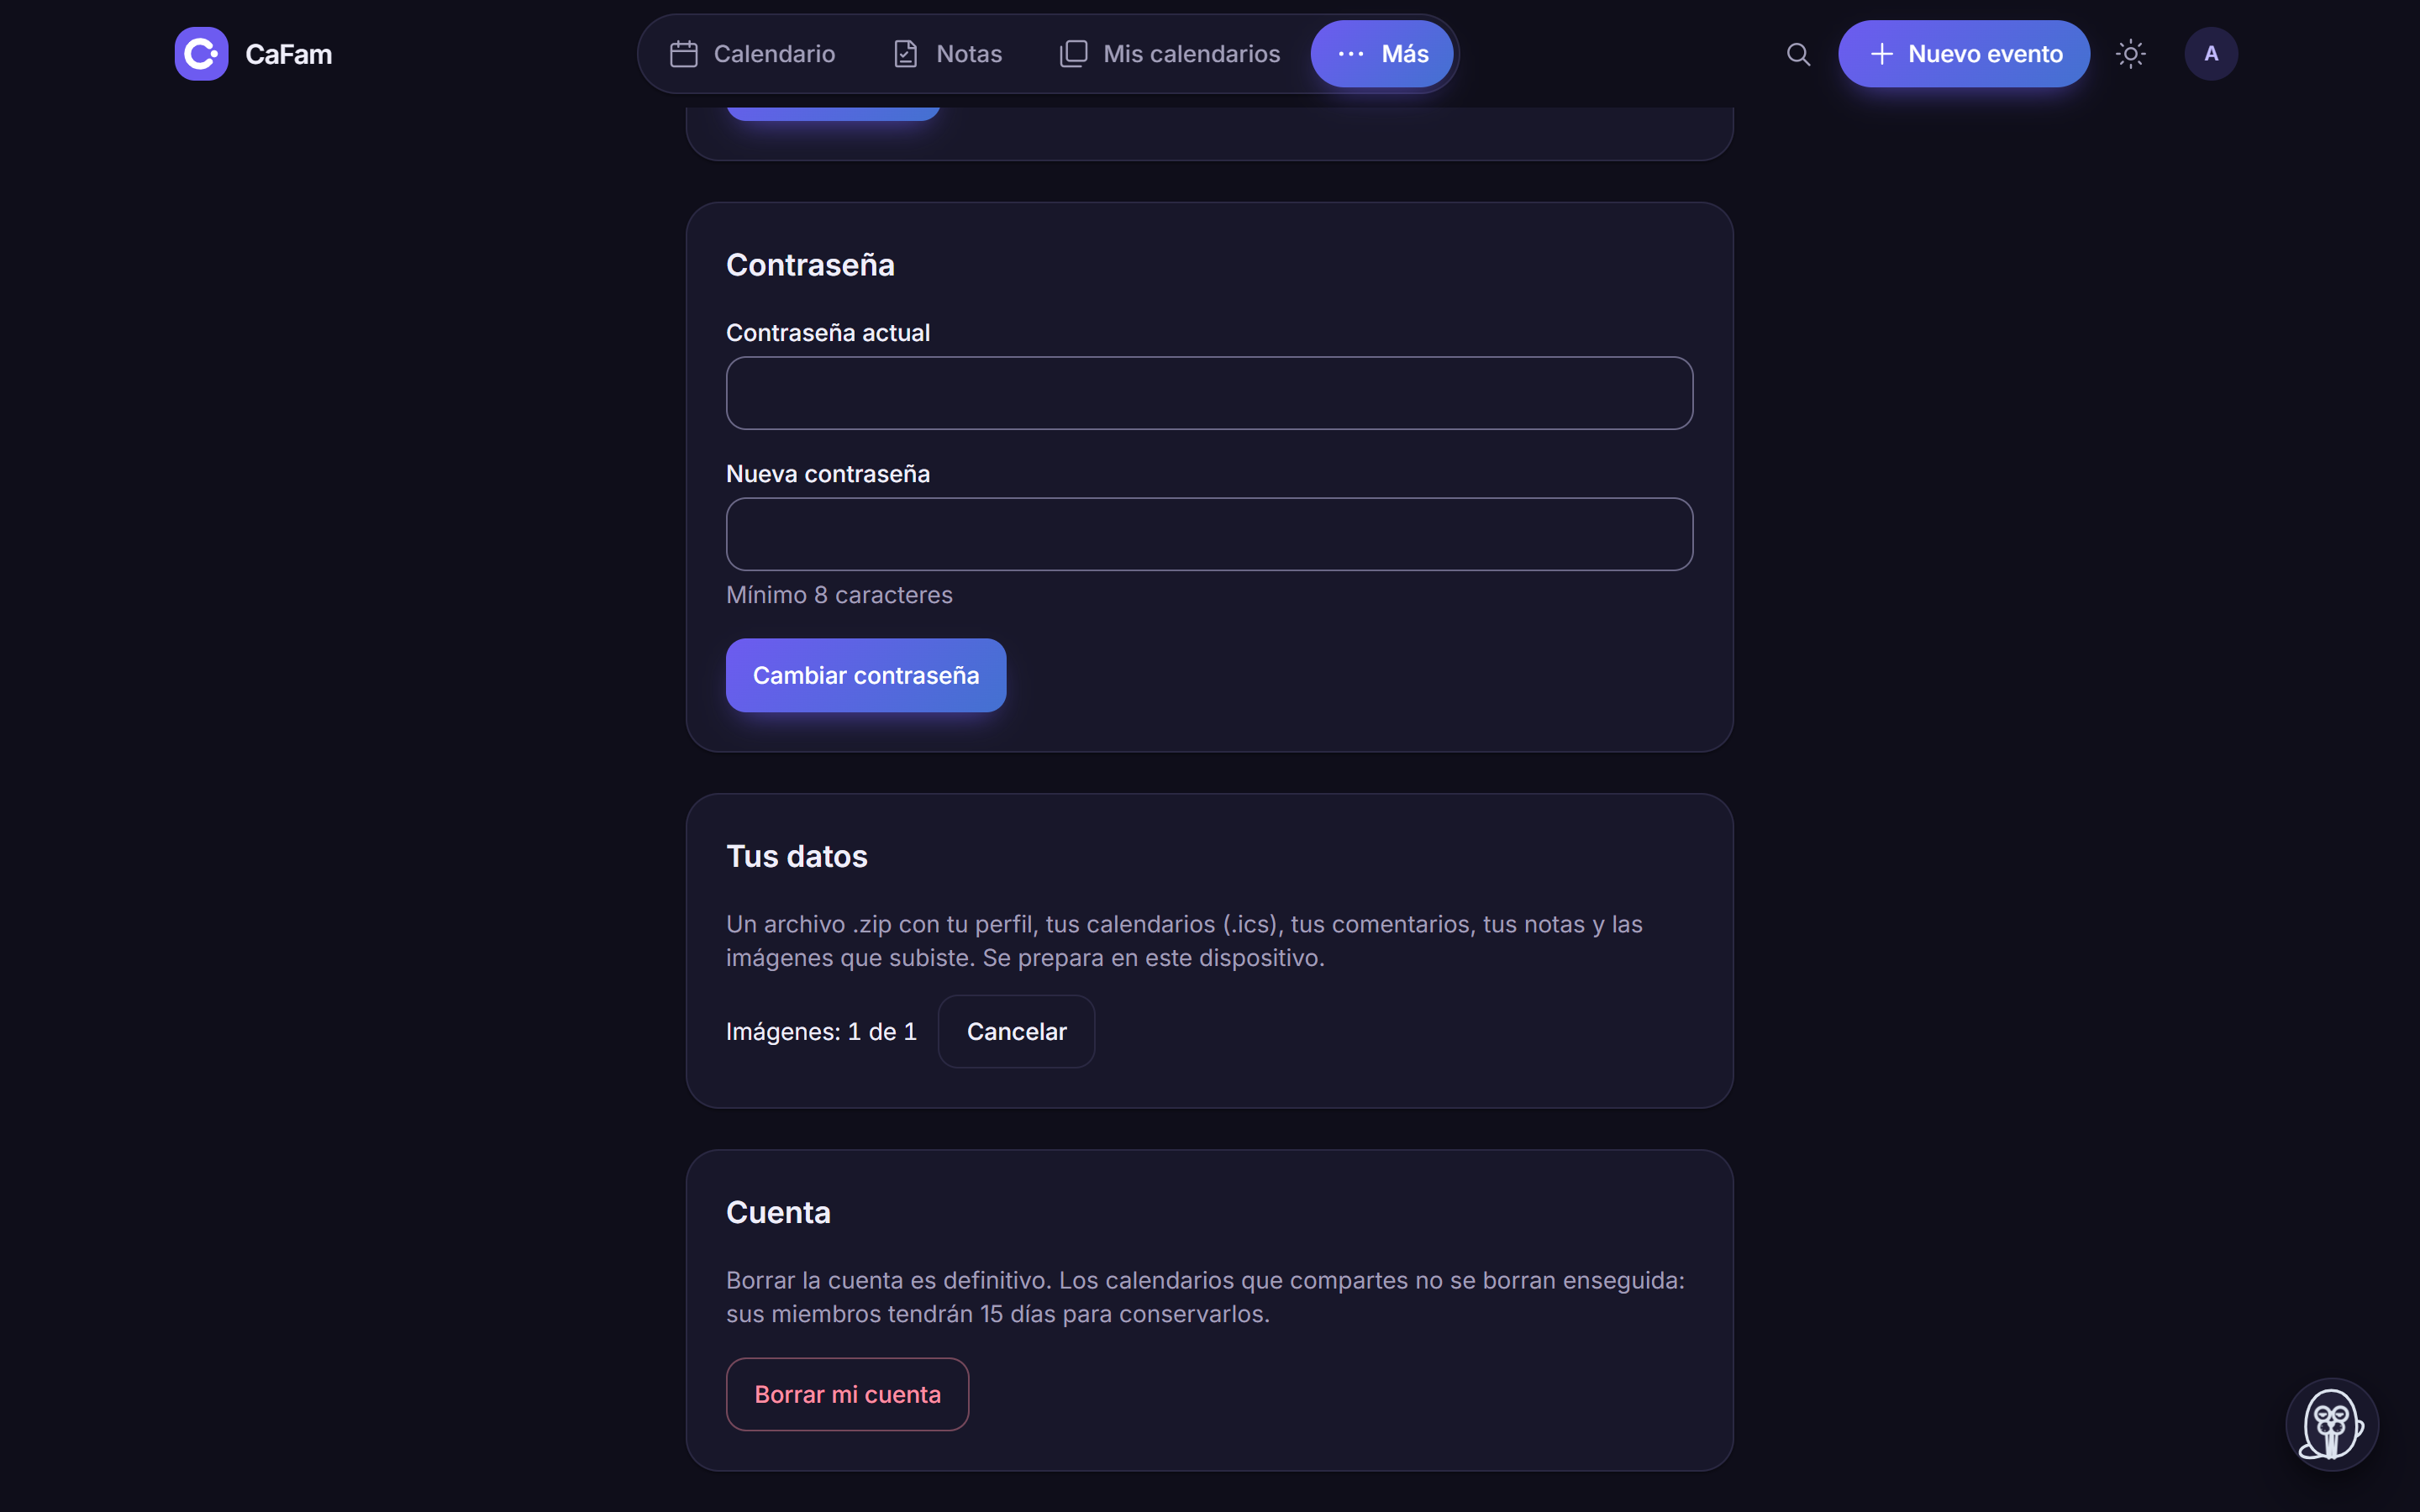 CaFam
Calendario
Notas
Mis calendarios
Más
Nuevo evento
A
Contraseña
Contraseña actual
Nueva contraseña
Mínimo 8 caracteres
Cambiar contraseña
Tus datos
Un archivo .zip con tu perfil, tus calendarios (.ics), tus comentarios, tus notas y las
imágenes que subiste. Se prepara en este dispositivo.
Imágenes: 1 de 1
Cancelar
Cuenta
Borrar la cuenta es definitivo. Los calendarios que compartes no se borran enseguida:
sus miembros tendrán 15 días para conservarlos.
Borrar mi cuenta